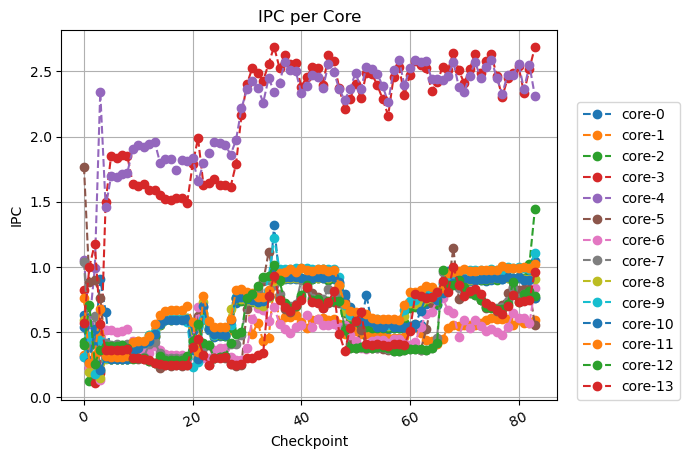 IPC per Core
IPC
2.5
2.0
1.5
1.0
0.5
0.0
0
20
40
60
80
Checkpoint
core-0
core-1
core-2
core-3
core-4
core-5
core-6
core-7
core-8
core-9
core-10
core-11
core-12
core-13